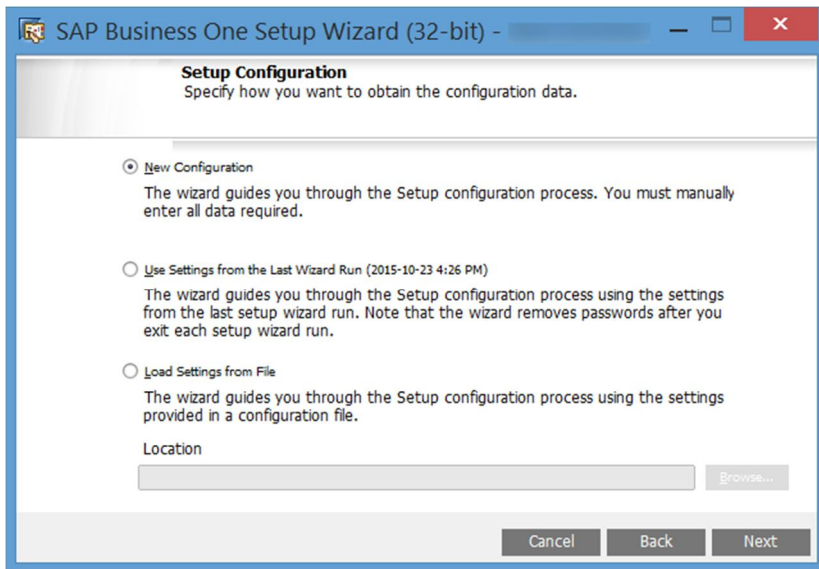 SAP Business One Setup Wizard (32-bit) -
Setup Configuration
Specify how you want to obtain the configuration data.
New Configuration
The wizard guides you through the Setup configuration process. You must manually
enter all data required.
Use Settings from the Last Wizard Run (2015-10-23 4:26 PM)
The wizard guides you through the Setup configuration process using the settings
from the last setup wizard run. Note that the wizard removes passwords after you
exit each setup wizard run.
Load Settings from File
The wizard guides you through the Setup configuration process using the settings
provided in a configuration file.
Location
Browse...
Cancel Back Next